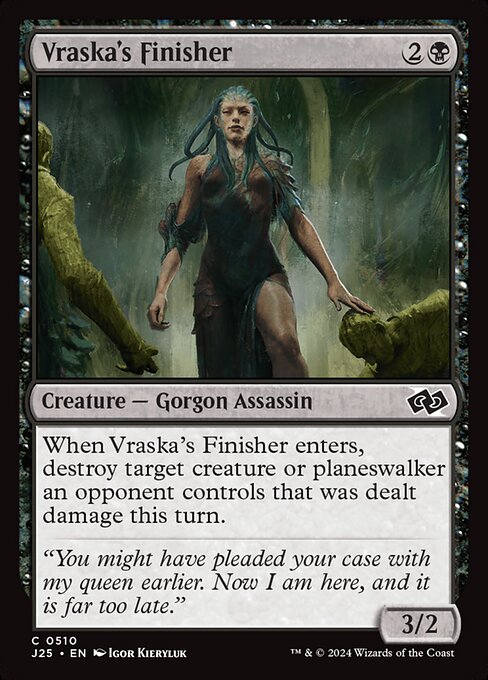 Vraska's Finisher 2
Creature — Gorgon Assassin
When Vraska's Finisher enters,
destroy target creature or planeswalker
an opponent controls that was dealt
damage this turn.
“You might have pleaded your case with
my queen earlier. Now I am here, and it
is far too late.”
3/2
C 0510
J25 • EN Igor Kieryluk
™ & © 2024 Wizards of the Coast